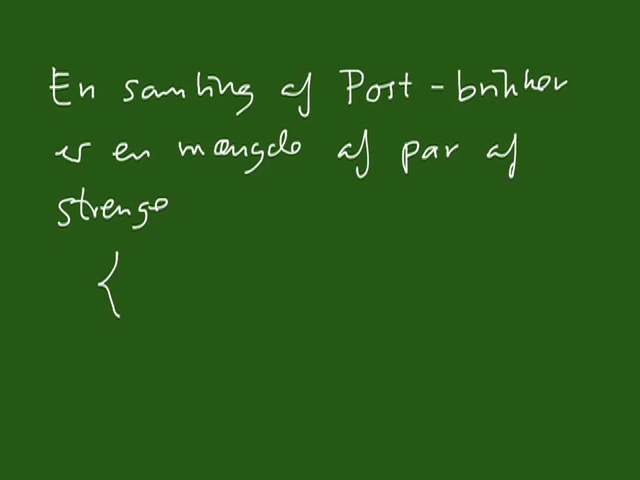 En samling af Post-brikker
er en mængde af par af
strenge
{